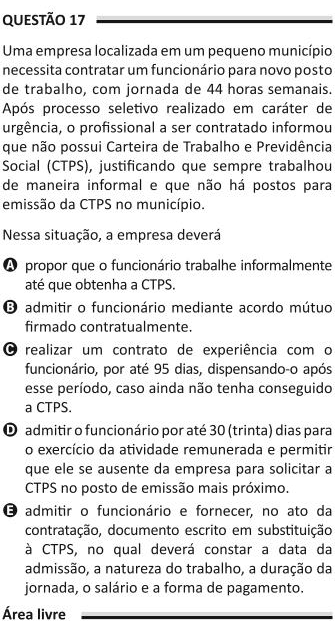 QUESTÃO 17
Uma empresa localizada em um pequeno município
necessita contratar um funcionário para novo posto
de trabalho, com jornada de 44 horas semanais.
Após processo seletivo realizado em caráter de
urgência, o profissional a ser contratado informou
que não possui Carteira de Trabalho e Previdência
Social (CTPS), justificando que sempre trabalhou
de maneira informal e que não há postos para
emissão da CTPS no município.
Nessa situação, a empresa deverá
A propor que o funcionário trabalhe informalmente
até que obtenha a CTPS.
B admitir o funcionário mediante acordo mútuo
firmado contratualmente.
C realizar um contrato de experiência com o
funcionário, por até 95 dias, dispensando-o após
esse período, caso ainda não tenha conseguido
a CTPS.
D admitir o funcionário por até 30 (trinta) dias para
o exercício da atividade remunerada e permitir
que ele se ausente da empresa para solicitar a
CTPS no posto de emissão mais próximo.
E admitir o funcionário e fornecer, no ato da
contratação, documento escrito em substituição
à CTPS, no qual deverá constar a data da
admissão, a natureza do trabalho, a duração da
jornada, o salário e a forma de pagamento.
Área livre